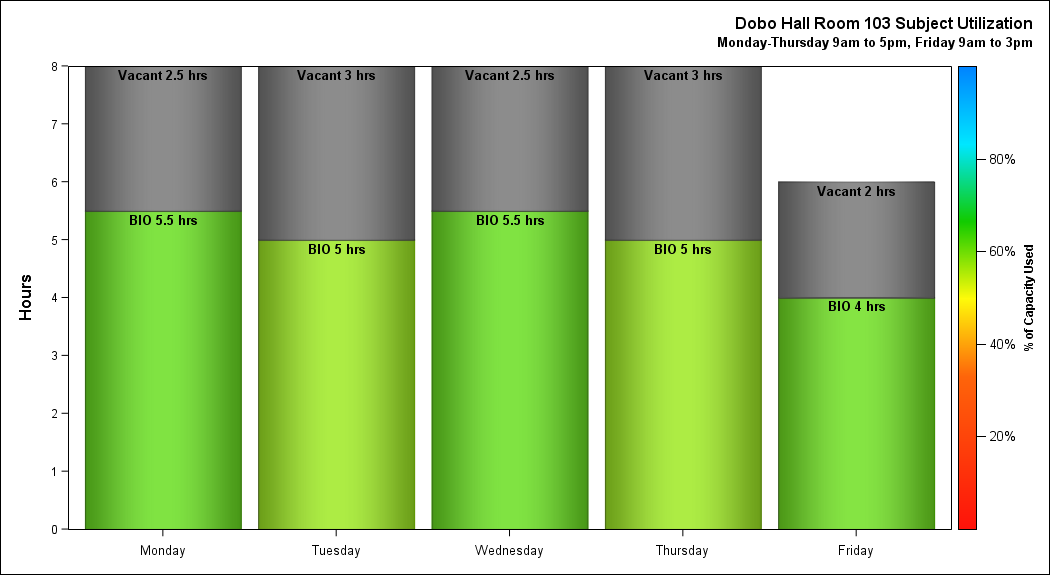 Dobo Hall Room 103 Subject Utilization
Monday-Thursday 9am to 5pm, Friday 9am to 3pm
Hours
8
7
6
5
4
3
2
1
0
Vacant 2.5 hrs
BIO 5.5 hrs
Vacant 3 hrs
BIO 5 hrs
Vacant 2.5 hrs
BIO 5.5 hrs
Vacant 3 hrs
BIO 5 hrs
Vacant 2 hrs
BIO 4 hrs
Monday
Tuesday
Wednesday
Thursday
Friday
80%
60%
40%
20%
% of Capacity Used